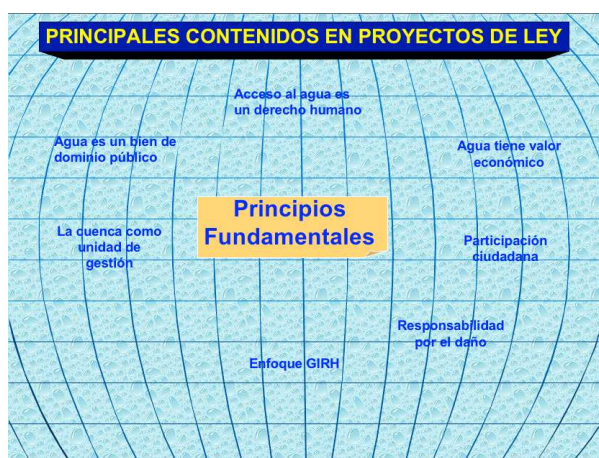 PRINCIPALES CONTENIDOS EN PROYECTOS DE LEY
Acceso al agua es
un derecho humano
Agua es un bien de
dominio público
Agua tiene valor
económico
Principios
Fundamentales
La cuenca como
unidad de
gestión
Participación
ciudadana
Responsabilidad
por el daño
Enfoque GIRH